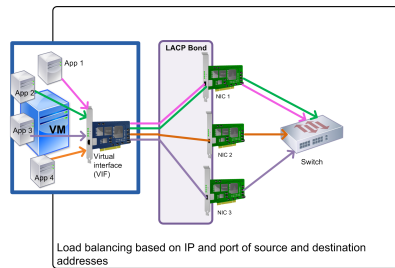 LACP Bond
App 1
App 2
VM
App 3
App 4
Virtual
interface
(VIF)
NIC 1
NIC 2
NIC 3
Switch
Load balancing based on IP and port of source and destination
addresses